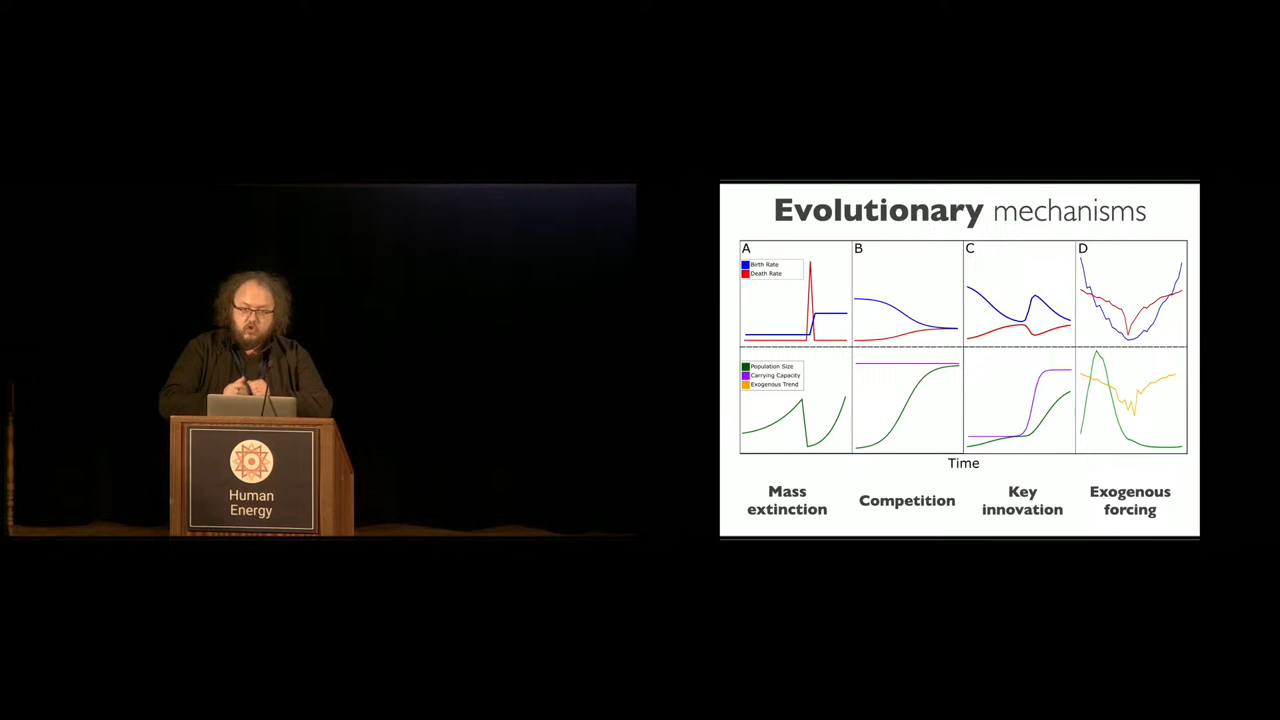 Evolutionary mechanisms
A
B
C
D
Birth Rate
Death Rate
Population Size
Carrying Capacity
Exogenous Trend
Time
Mass
extinction
Competition
Key
innovation
Exogenous
forcing
Human
Energy